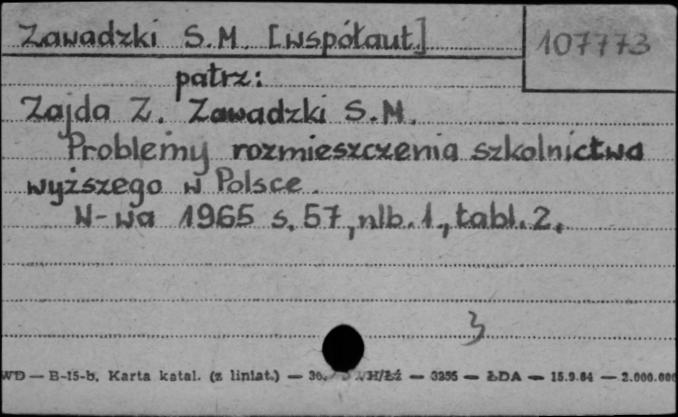 Zawadzki S.M. [współaut.]
107773
patrz:
Zajda Z. Zawadzki S.M.
Problemy rozmieszczenia szkolnictwa
wyższego w Polsce.
W-wa 1965 s. 57, nlb. 1., tabl. 2.
3
WD — B-15-b. Karta katal. (z liniat.) — /H/Łź — 3255 — ŁDA — 15.9.64 — 2.000.000